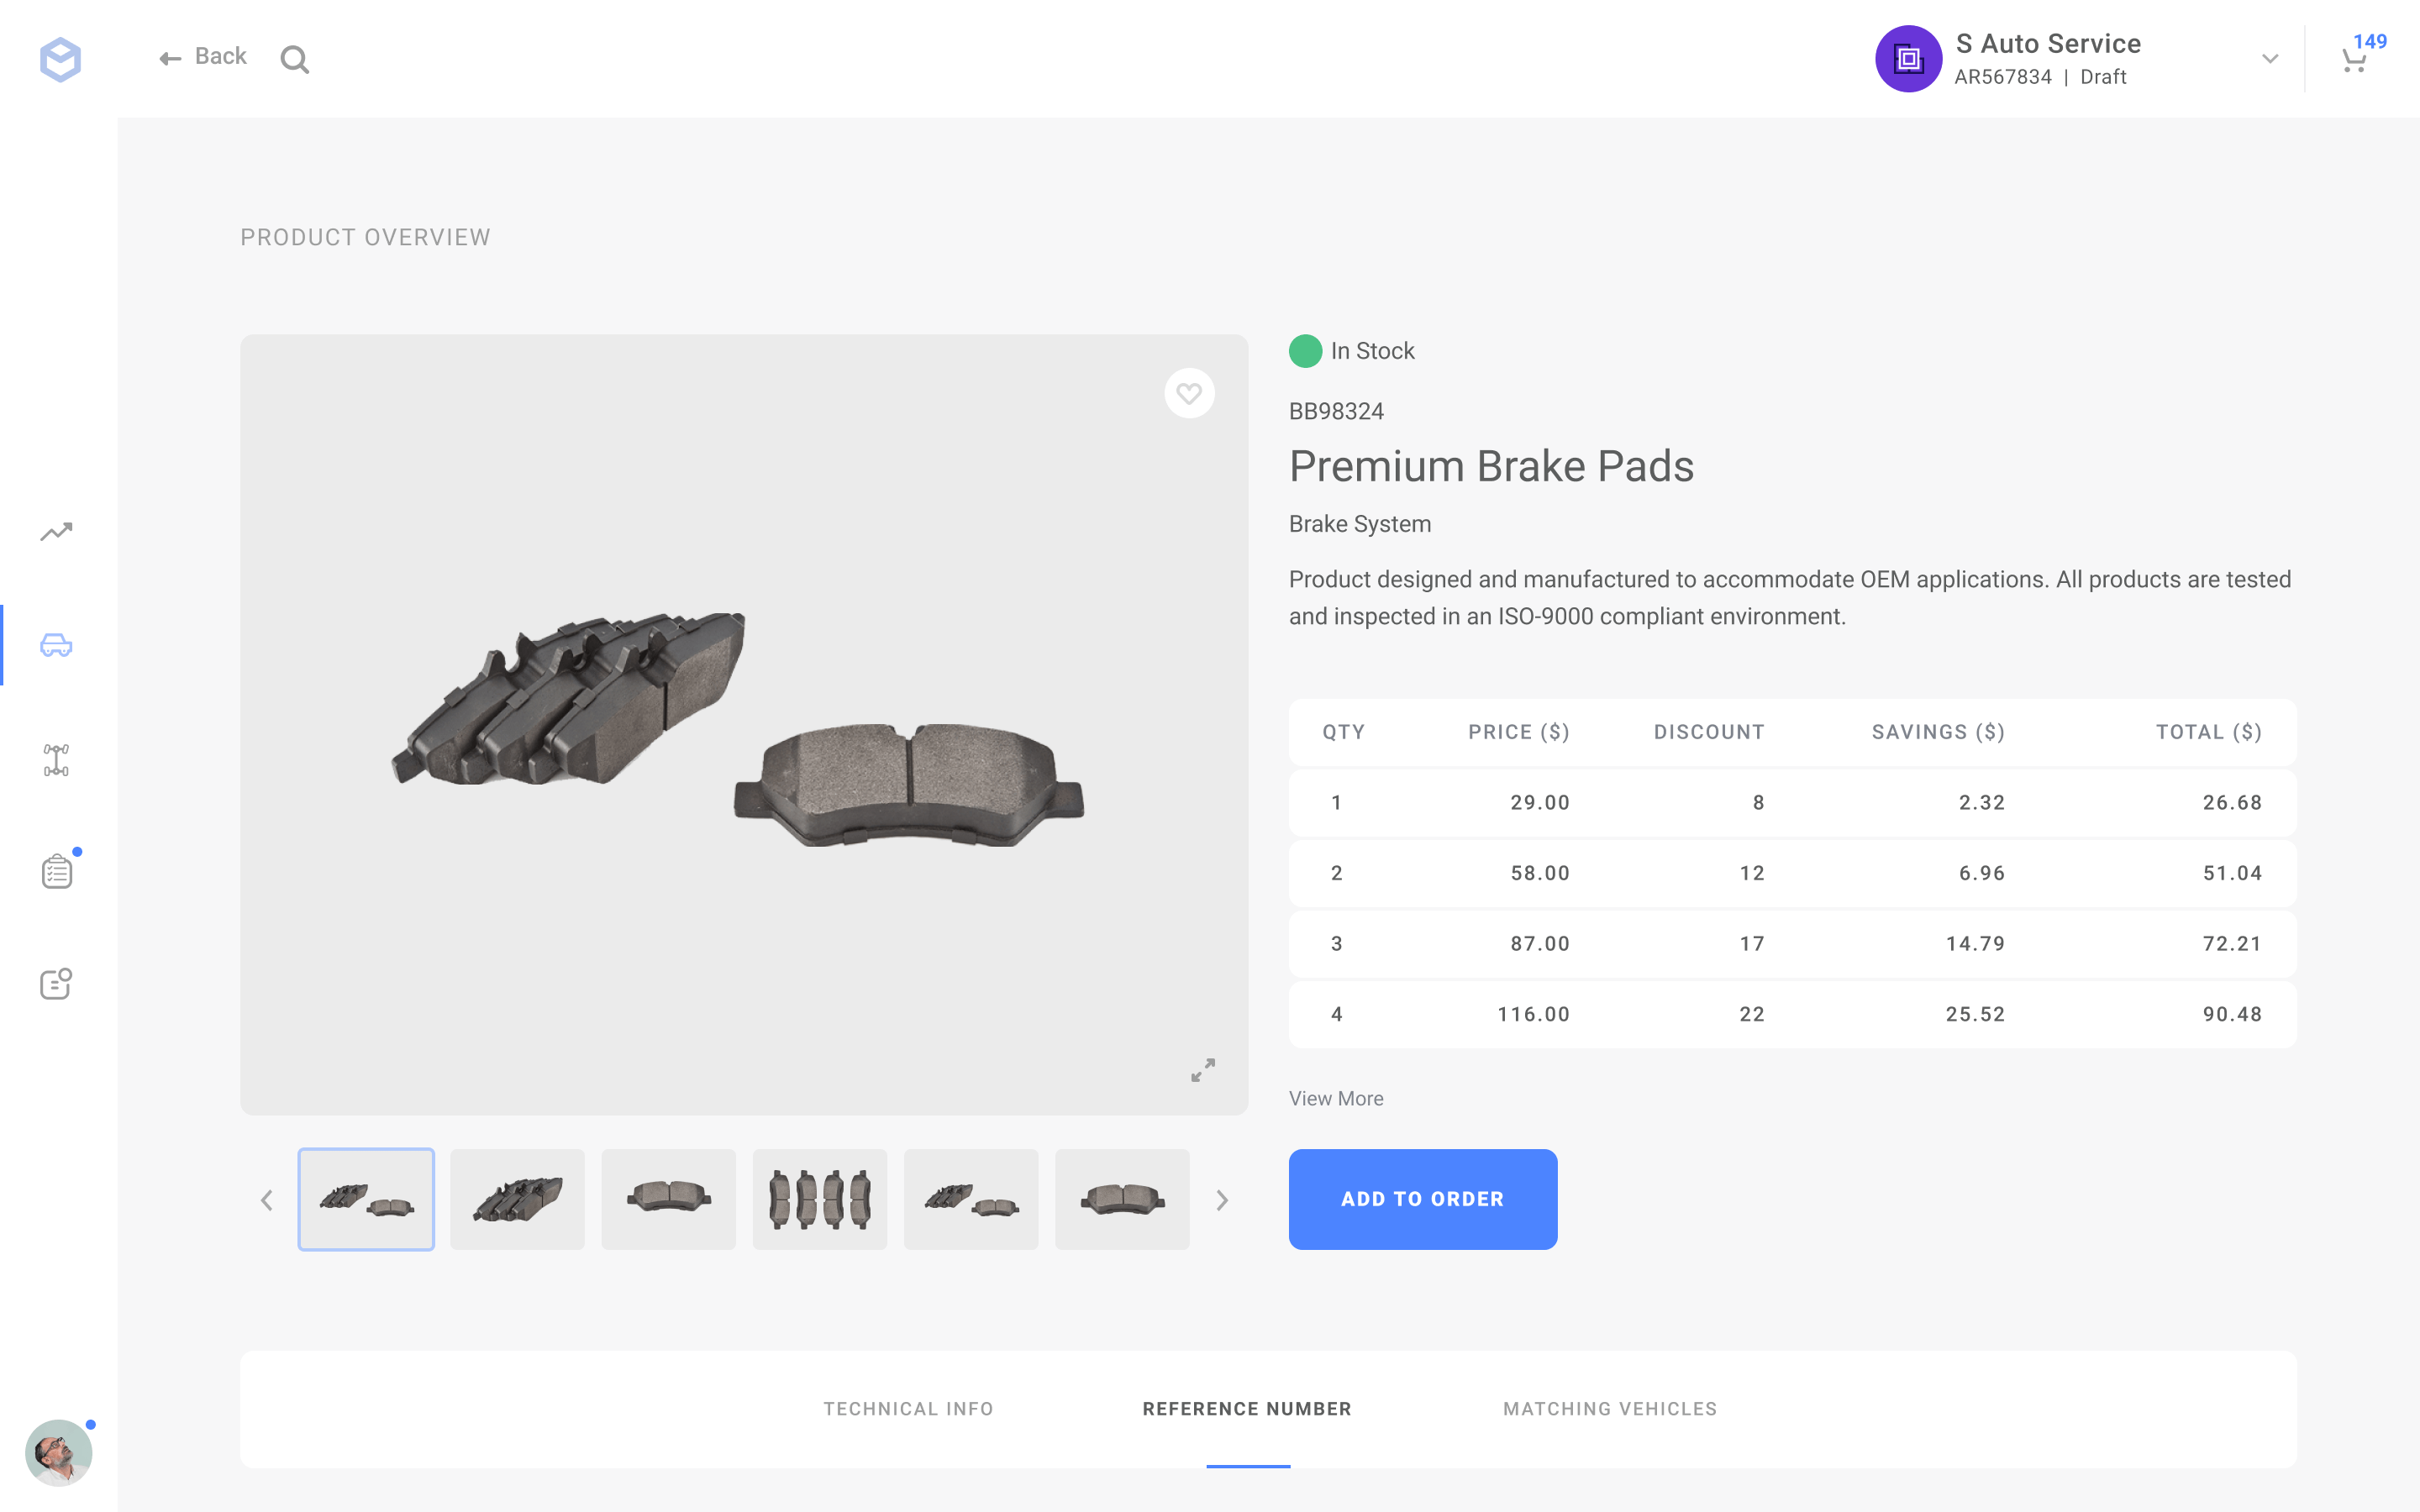 Back
S Auto Service
AR567834 | Draft
149
PRODUCT OVERVIEW
In Stock
BB98324
Premium Brake Pads
Brake System
Product designed and manufactured to accommodate OEM applications. All products are tested
and inspected in an ISO-9000 compliant environment.
QTY PRICE ($) DISCOUNT SAVINGS ($) TOTAL ($)
1 29.00 8 2.32 26.68
2 58.00 12 6.96 51.04
3 87.00 17 14.79 72.21
4 116.00 22 25.52 90.48
View More
ADD TO ORDER
TECHNICAL INFO REFERENCE NUMBER MATCHING VEHICLES